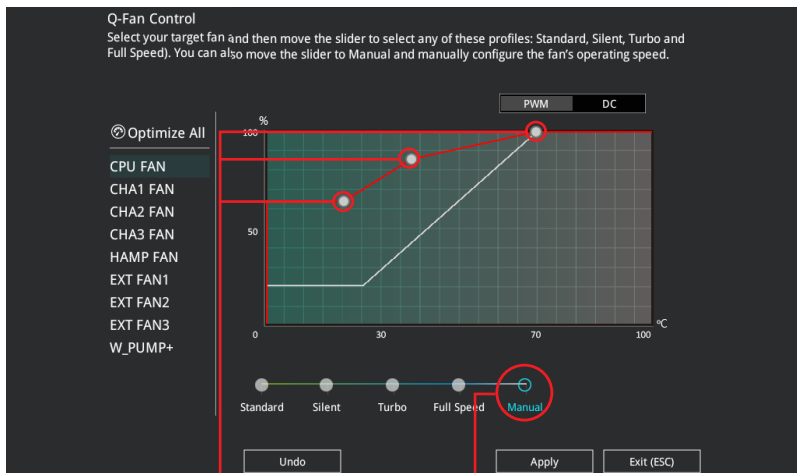 Q-Fan Control
Select your target fan and then move the slider to select any of these profiles: Standard, Silent, Turbo and
Full Speed). You can also move the slider to Manual and manually configure the fan's operating speed.
PWM DC
%
Optimize All
100
CPU FAN
CHA1 FAN
CHA2 FAN
CHA3 FAN
50
HAMP FAN
EXT FAN1
EXT FAN2
EXT FAN3
W_PUMP+
0 30 70 100 ºC
Standard Silent Turbo Full Speed Manual
Undo Apply Exit (ESC)